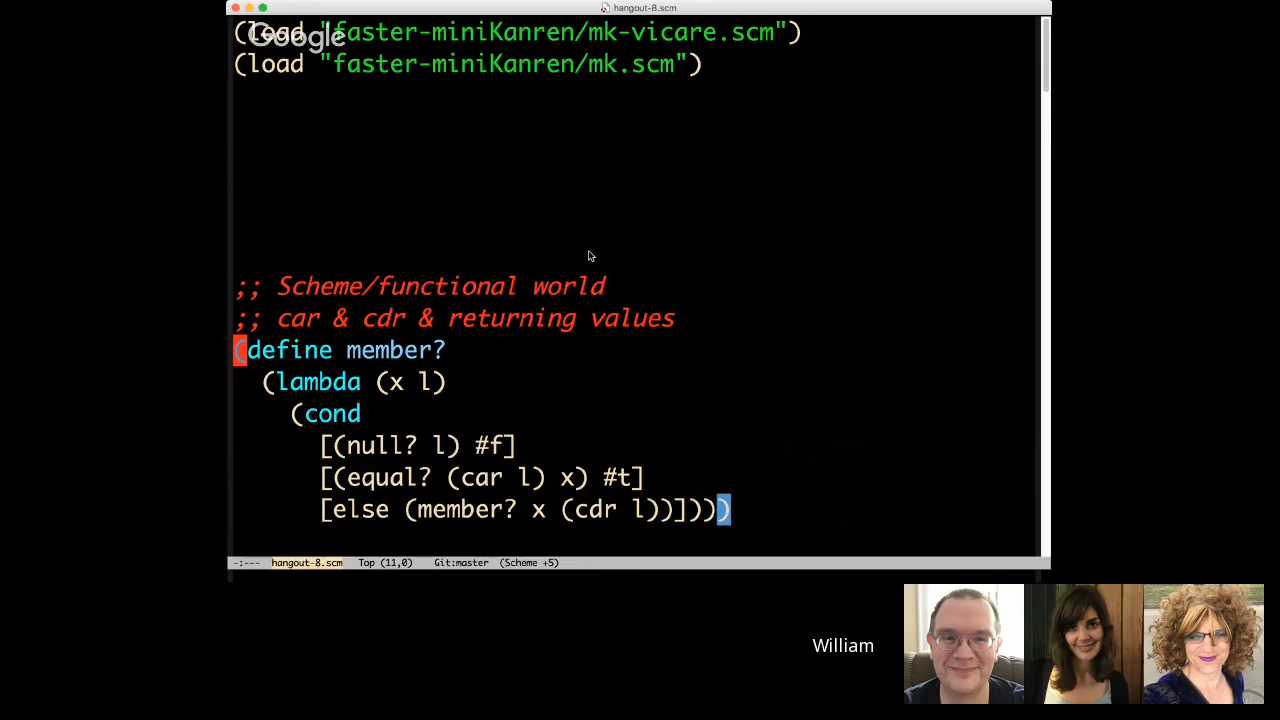 hangout-8.scm
(load "faster-miniKanren/mk-vicare.scm")
Google
(load "faster-miniKanren/mk.scm")
;; Scheme/functional world
;; car & cdr & returning values
(define member?
(lambda (x l)
(cond
[(null? l) #f]
[(equal? (car l) x) #t]
[else (member? x (cdr l))])))
-:--- hangout-8.scm Top (11,0) Git:master (Scheme +5)
William